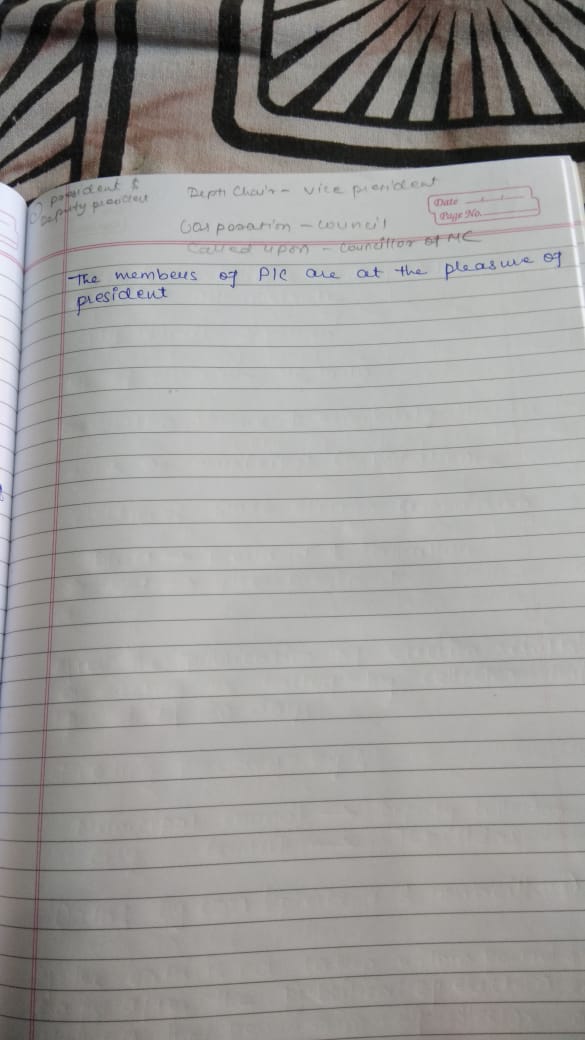 president &
Deputy president
Depti Chair - Vice president
Date
Corporation - council
Page No.
Called upon - Councillor of MC
The members of PIC are at the pleasure of
president